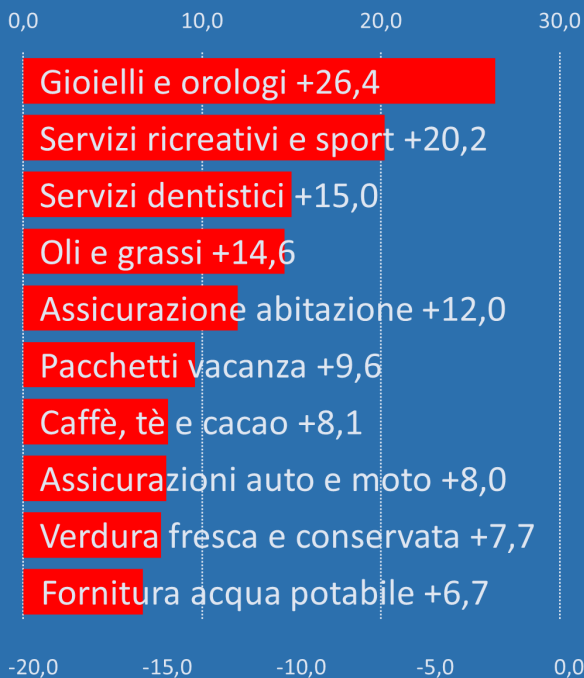 0,0 10,0 20,0 30,0
Gioielli e orologi +26,4
Servizi ricreativi e sport +20,2
Servizi dentistici +15,0
Oli e grassi +14,6
Assicurazione abitazione +12,0
Pacchetti vacanza +9,6
Caffè, tè e cacao +8,1
Assicurazioni auto e moto +8,0
Verdura fresca e conservata +7,7
Fornitura acqua potabile +6,7
-20,0 -15,0 -10,0 -5,0 0,0